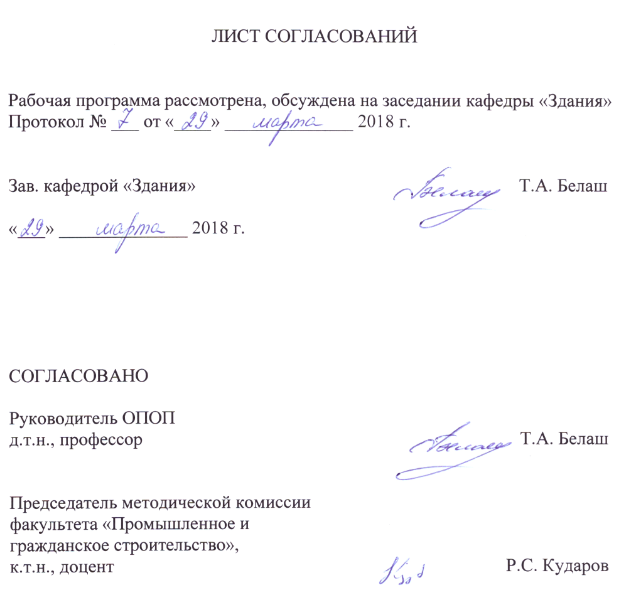 ЛИСТ СОГЛАСОВАНИЙ
Рабочая программа рассмотрена, обсуждена на заседании кафедры «Здания»
Протокол № 7 от «29» марта 2018 г.
Зав. кафедрой «Здания» Т.А. Белаш
«29» марта 2018 г.
СОГЛАСОВАНО
Руководитель ОПОП
д.т.н., профессор Т.А. Белаш
Председатель методической комиссии
факультета «Промышленное и
гражданское строительство»,
к.т.н., доцент Р.С. Кударов